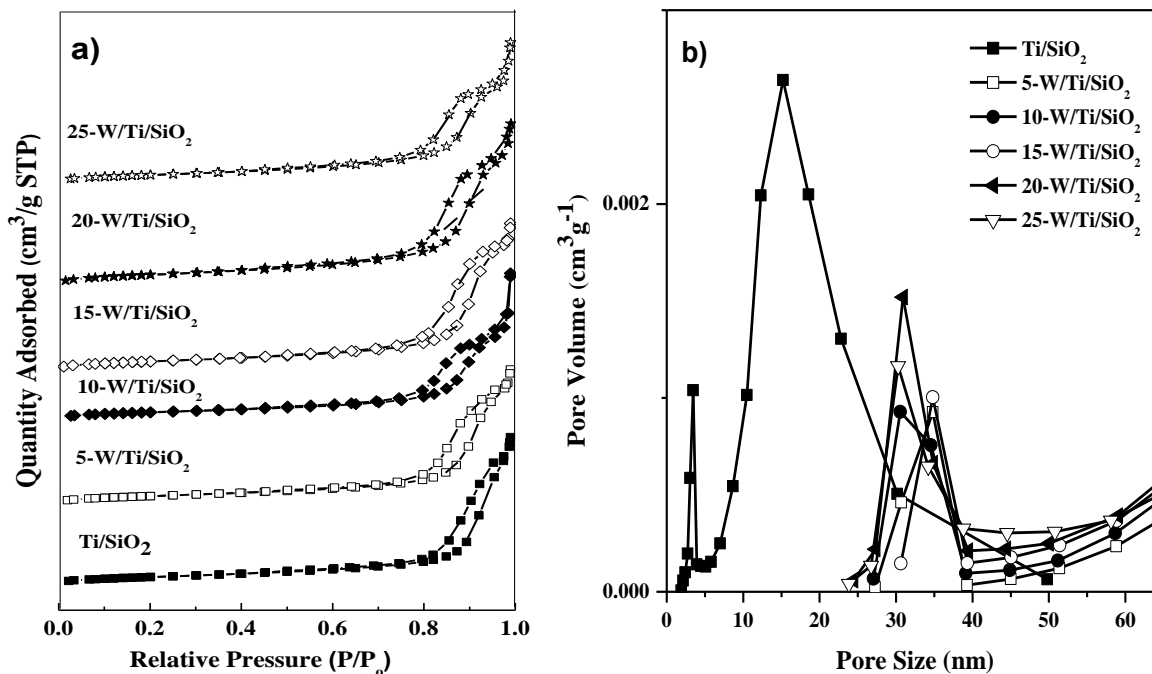 a)
25-W/Ti/SiO₂
20-W/Ti/SiO₂
15-W/Ti/SiO₂
10-W/Ti/SiO₂
5-W/Ti/SiO₂
Ti/SiO₂
Quantity Adsorbed (cm³/g STP)
0.0 0.2 0.4 0.6 0.8 1.0
Relative Pressure (P/Pₒ)
b)
Ti/SiO₂
5-W/Ti/SiO₂
10-W/Ti/SiO₂
15-W/Ti/SiO₂
20-W/Ti/SiO₂
25-W/Ti/SiO₂
Pore Volume (cm³g⁻¹)
0.002
0.000
0 10 20 30 40 50 60
Pore Size (nm)